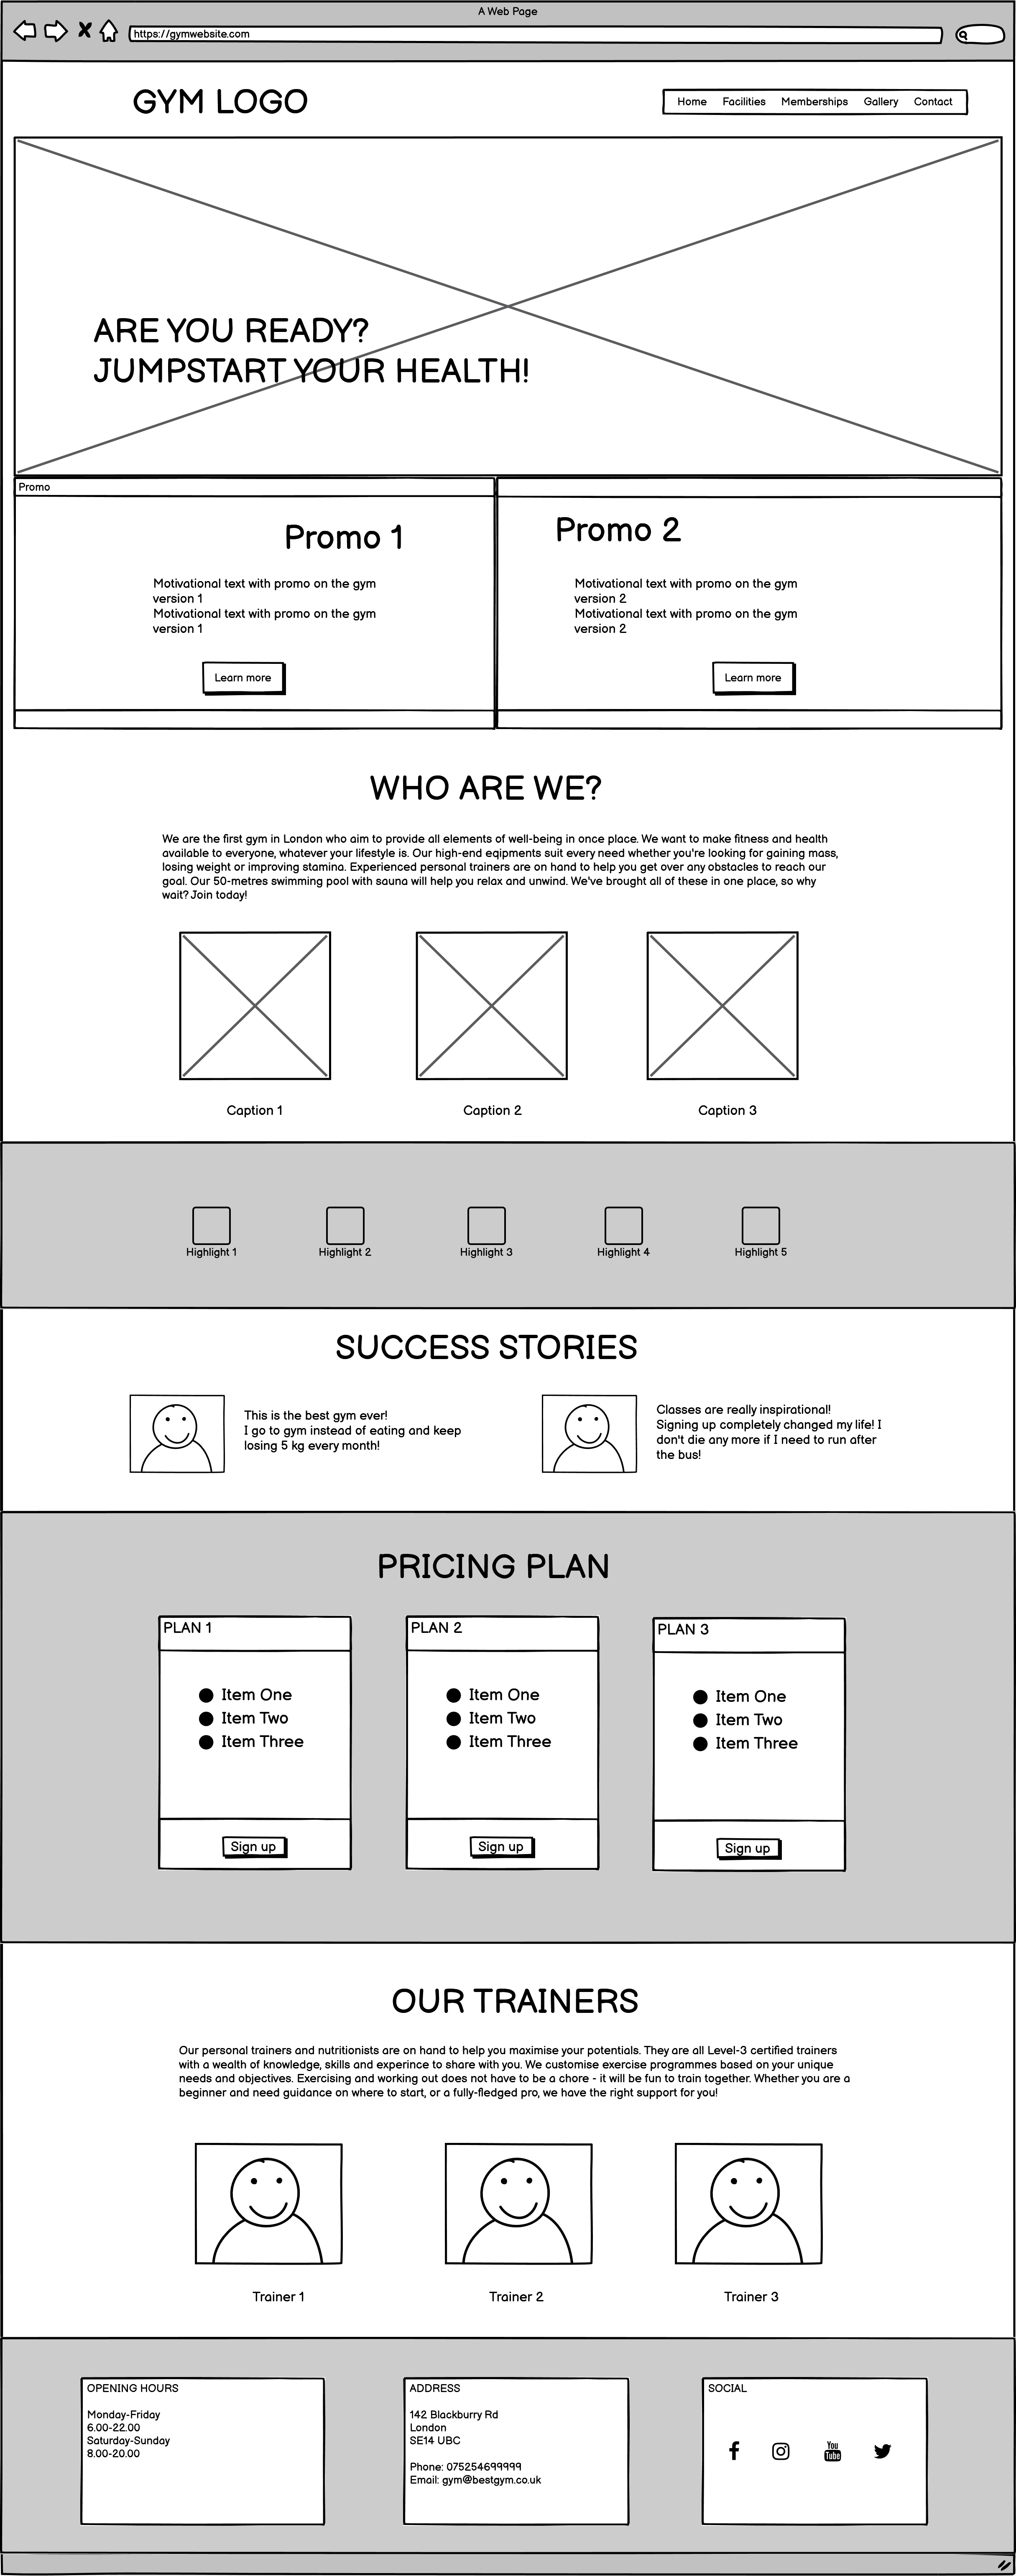 A Web Page
https://gymwebsite.com
GYM LOGO
Home Facilities Memberships Gallery Contact
ARE YOU READY?
JUMPSTART YOUR HEALTH!
Promo
Promo 1
Motivational text with promo on the gym
version 1
Motivational text with promo on the gym
version 1
Learn more
Promo 2
Motivational text with promo on the gym
version 2
Motivational text with promo on the gym
version 2
Learn more
WHO ARE WE?
We are the first gym in London who aim to provide all elements of well-being in once place. We want to make fitness and health
available to everyone, whatever your lifestyle is. Our high-end eqipments suit every need whether you're looking for gaining mass,
losing weight or improving stamina. Experienced personal trainers are on hand to help you get over any obstacles to reach our
goal. Our 50-metres swimming pool with sauna will help you relax and unwind. We've brought all of these in one place, so why
wait? Join today!
Caption 1 Caption 2 Caption 3
Highlight 1 Highlight 2 Highlight 3 Highlight 4 Highlight 5
SUCCESS STORIES
This is the best gym ever!
I go to gym instead of eating and keep
losing 5 kg every month!
Classes are really inspirational!
Signing up completely changed my life! I
don't die any more if I need to run after
the bus!
PRICING PLAN
PLAN 1
Item One
Item Two
Item Three
Sign up
PLAN 2
Item One
Item Two
Item Three
Sign up
PLAN 3
Item One
Item Two
Item Three
Sign up
OUR TRAINERS
Our personal trainers and nutritionists are on hand to help you maximise your potentials. They are all Level-3 certified trainers
with a wealth of knowledge, skills and experince to share with you. We customise exercise programmes based on your unique
needs and objectives. Exercising and working out does not have to be a chore - it will be fun to train together. Whether you are a
beginner and need guidance on where to start, or a fully-fledged pro, we have the right support for you!
Trainer 1 Trainer 2 Trainer 3
OPENING HOURS
Monday-Friday
6.00-22.00
Saturday-Sunday
8.00-20.00
ADDRESS
142 Blackburry Rd
London
SE14 UBC
Phone: 075254699999
Email: gym@bestgym.co.uk
SOCIAL
You
Tube